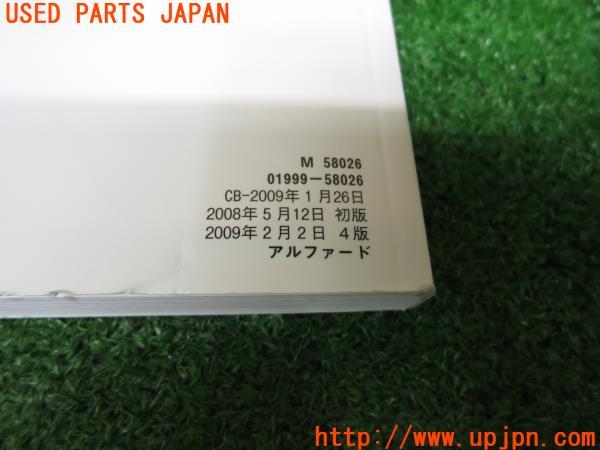 USED PARTS JAPAN
M 58026
01999-58026
CB-2009年1月26日
2008年5月12日 初版
2009年2月2日 4版
アルファード
http://www.upjpn.com